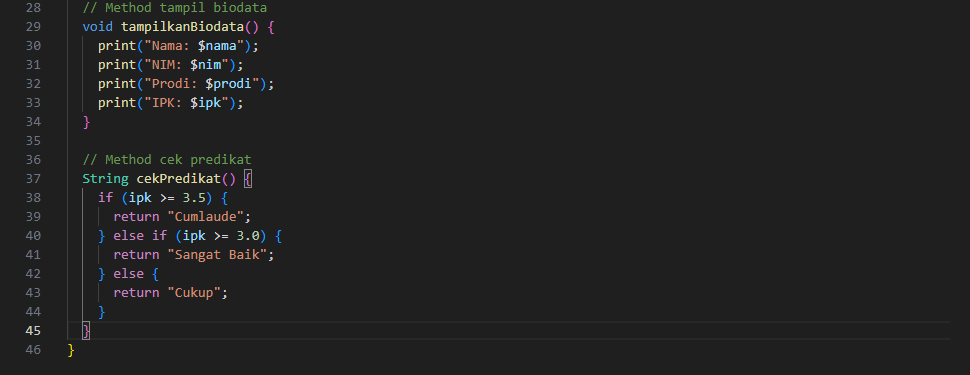 28 // Method tampil biodata
29 void tampilkanBiodata() {
30 print("Nama: $nama");
31 print("NIM: $nim");
32 print("Prodi: $prodi");
33 print("IPK: $ipk");
34 }
35
36 // Method cek predikat
37 String cekPredikat() {
38 if (ipk >= 3.5) {
39 return "Cumlaude";
40 } else if (ipk >= 3.0) {
41 return "Sangat Baik";
42 } else {
43 return "Cukup";
44 }
45 }
46 }